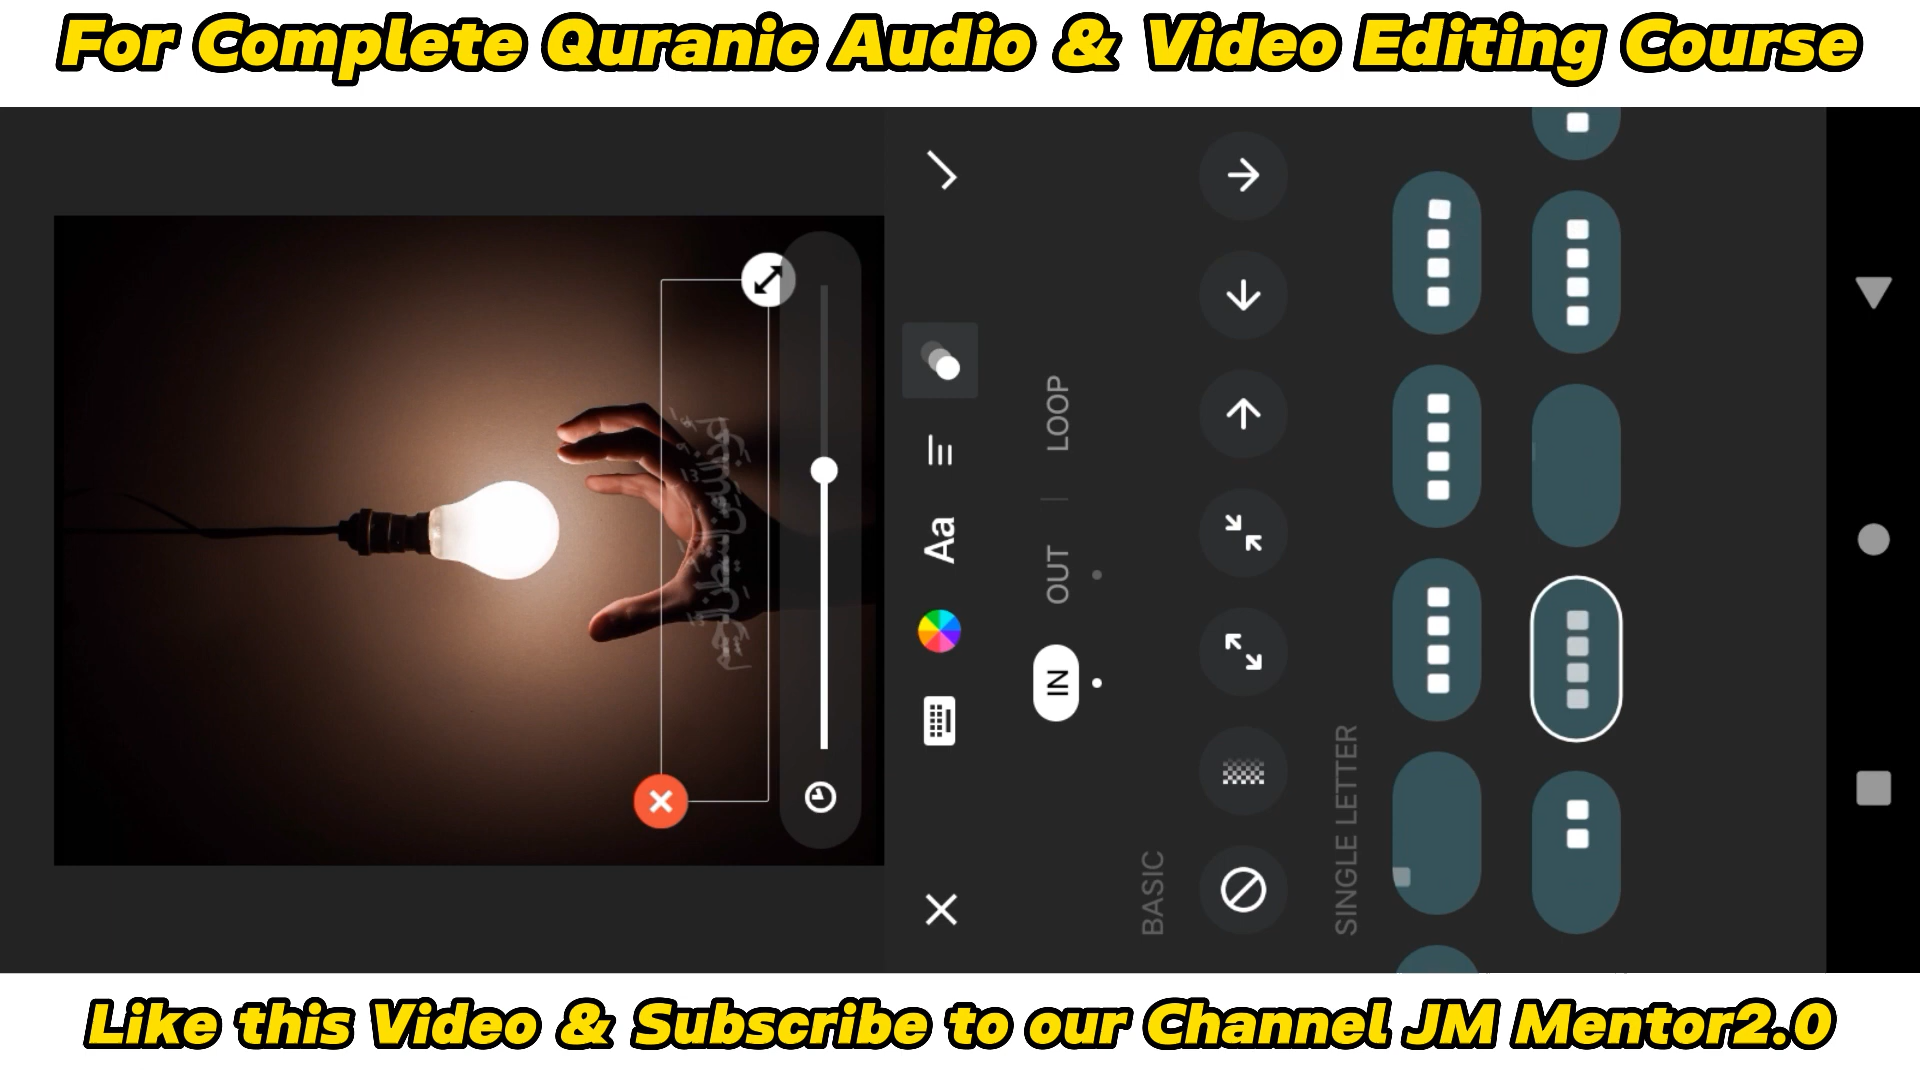 For Complete Quranic Audio & Video Editing Course
Aa
IN
OUT
LOOP
BASIC
SINGLE LETTER
Like this Video & Subscribe to our Channel JM Mentor2.0